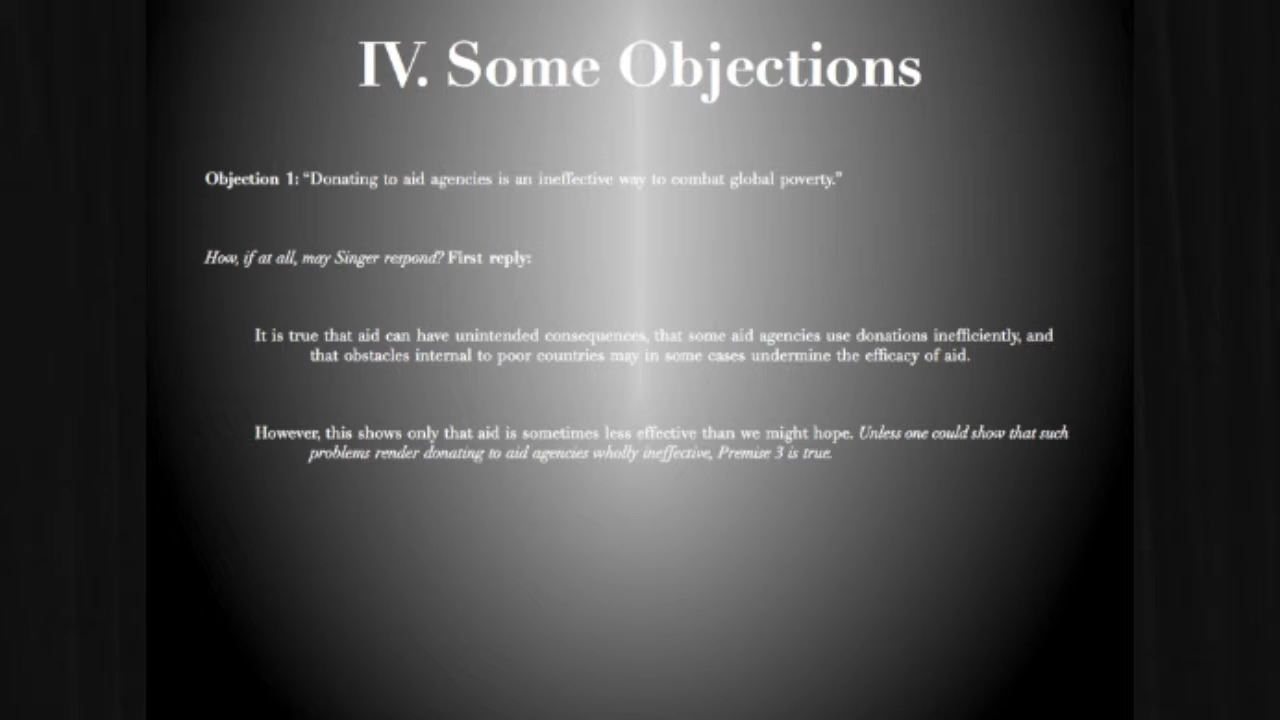 IV. Some Objections
Objection 1: “Donating to aid agencies is an ineffective way to combat global poverty.”
How, if at all, may Singer respond? First reply:
It is true that aid can have unintended consequences, that some aid agencies use donations inefficiently, and
that obstacles internal to poor countries may in some cases undermine the efficacy of aid.
However, this shows only that aid is sometimes less effective than we might hope. Unless one could show that such
problems render donating to aid agencies wholly ineffective, Premise 3 is true.